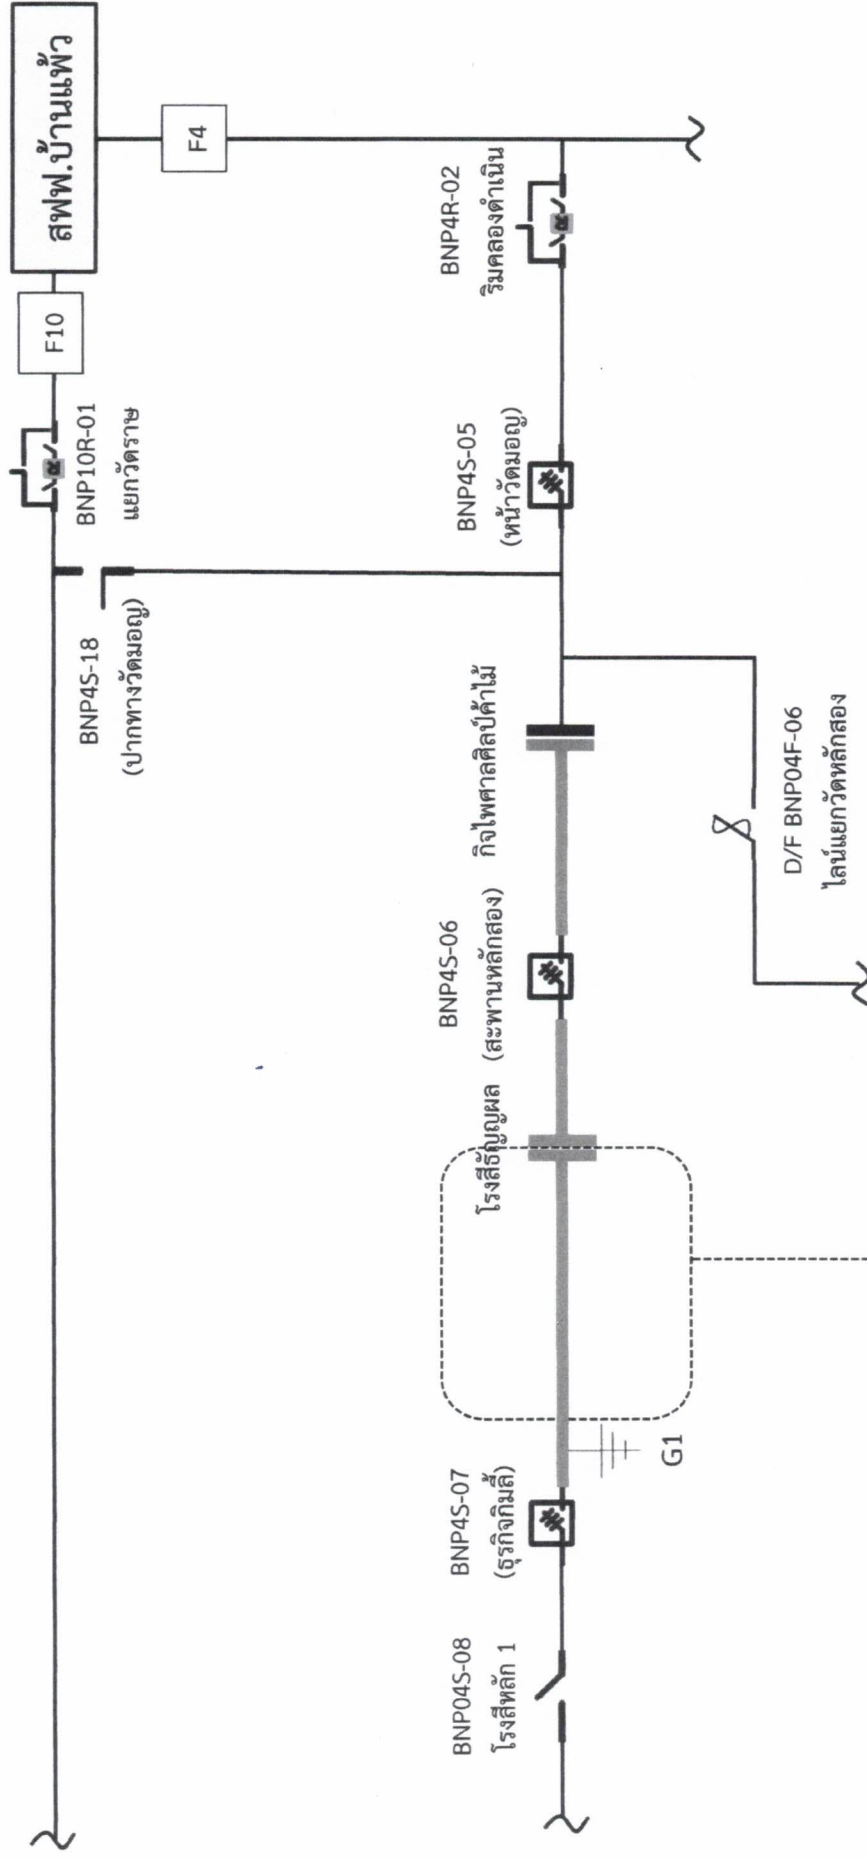 สฟฟ.บ้านแพ้ว
F10
F4
BNP10R-01
แยกวัดราษ
BNP4R-02
ริมคลองดำเนิน
BNP4S-05
(หน้าวัดมอญ)
BNP4S-18
(ปากทางวัดมอญ)
กิจไพศาลศิลป์ค้าไม้
D/F BNP04F-06
ไลน์แยกวัดหลักสอง
BNP4S-06
(สะพานหลักสอง)
โรงสีธัญญผล
G1
BNP4S-07
(ธุรกิจกิมลี้)
BNP04S-08
โรงสีหลัก 1
R
R